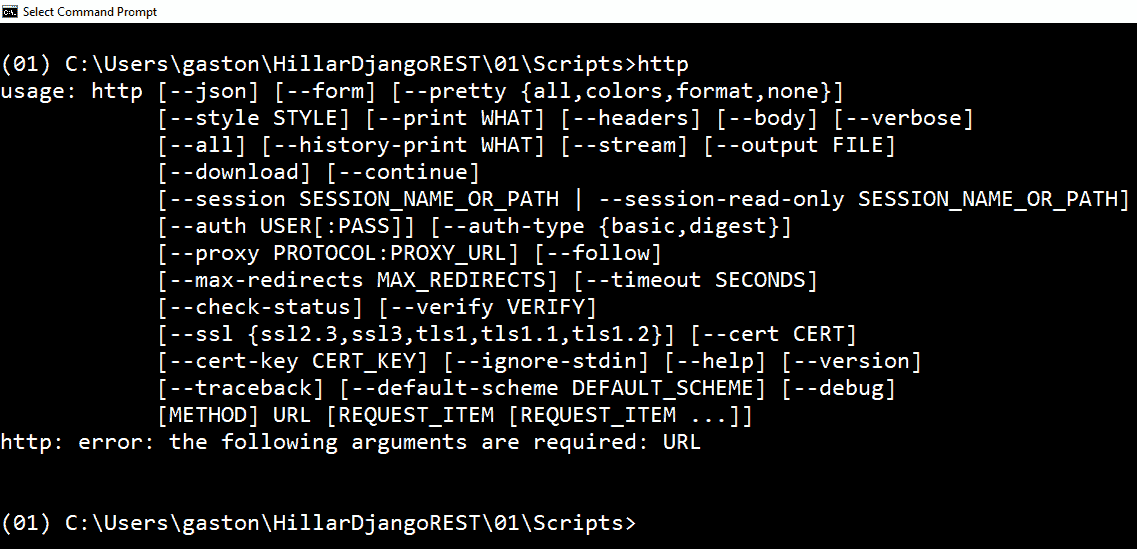 Select Command Prompt
(01) C:\Users\gaston\HillarDjangoREST\01\Scripts>http
usage: http [--json] [--form] [--pretty {all,colors,format,none}]
            [--style STYLE] [--print WHAT] [--headers] [--body] [--verbose]
            [--all] [--history-print WHAT] [--stream] [--output FILE]
            [--download] [--continue]
            [--session SESSION_NAME_OR_PATH | --session-read-only SESSION_NAME_OR_PATH]
            [--auth USER[:PASS]] [--auth-type {basic,digest}]
            [--proxy PROTOCOL:PROXY_URL] [--follow]
            [--max-redirects MAX_REDIRECTS] [--timeout SECONDS]
            [--check-status] [--verify VERIFY]
            [--ssl {ssl2.3,ssl3,tls1,tls1.1,tls1.2}] [--cert CERT]
            [--cert-key CERT_KEY] [--ignore-stdin] [--help] [--version]
            [--traceback] [--default-scheme DEFAULT_SCHEME] [--debug]
            [METHOD] URL [REQUEST_ITEM [REQUEST_ITEM ...]]
http: error: the following arguments are required: URL
(01) C:\Users\gaston\HillarDjangoREST\01\Scripts>